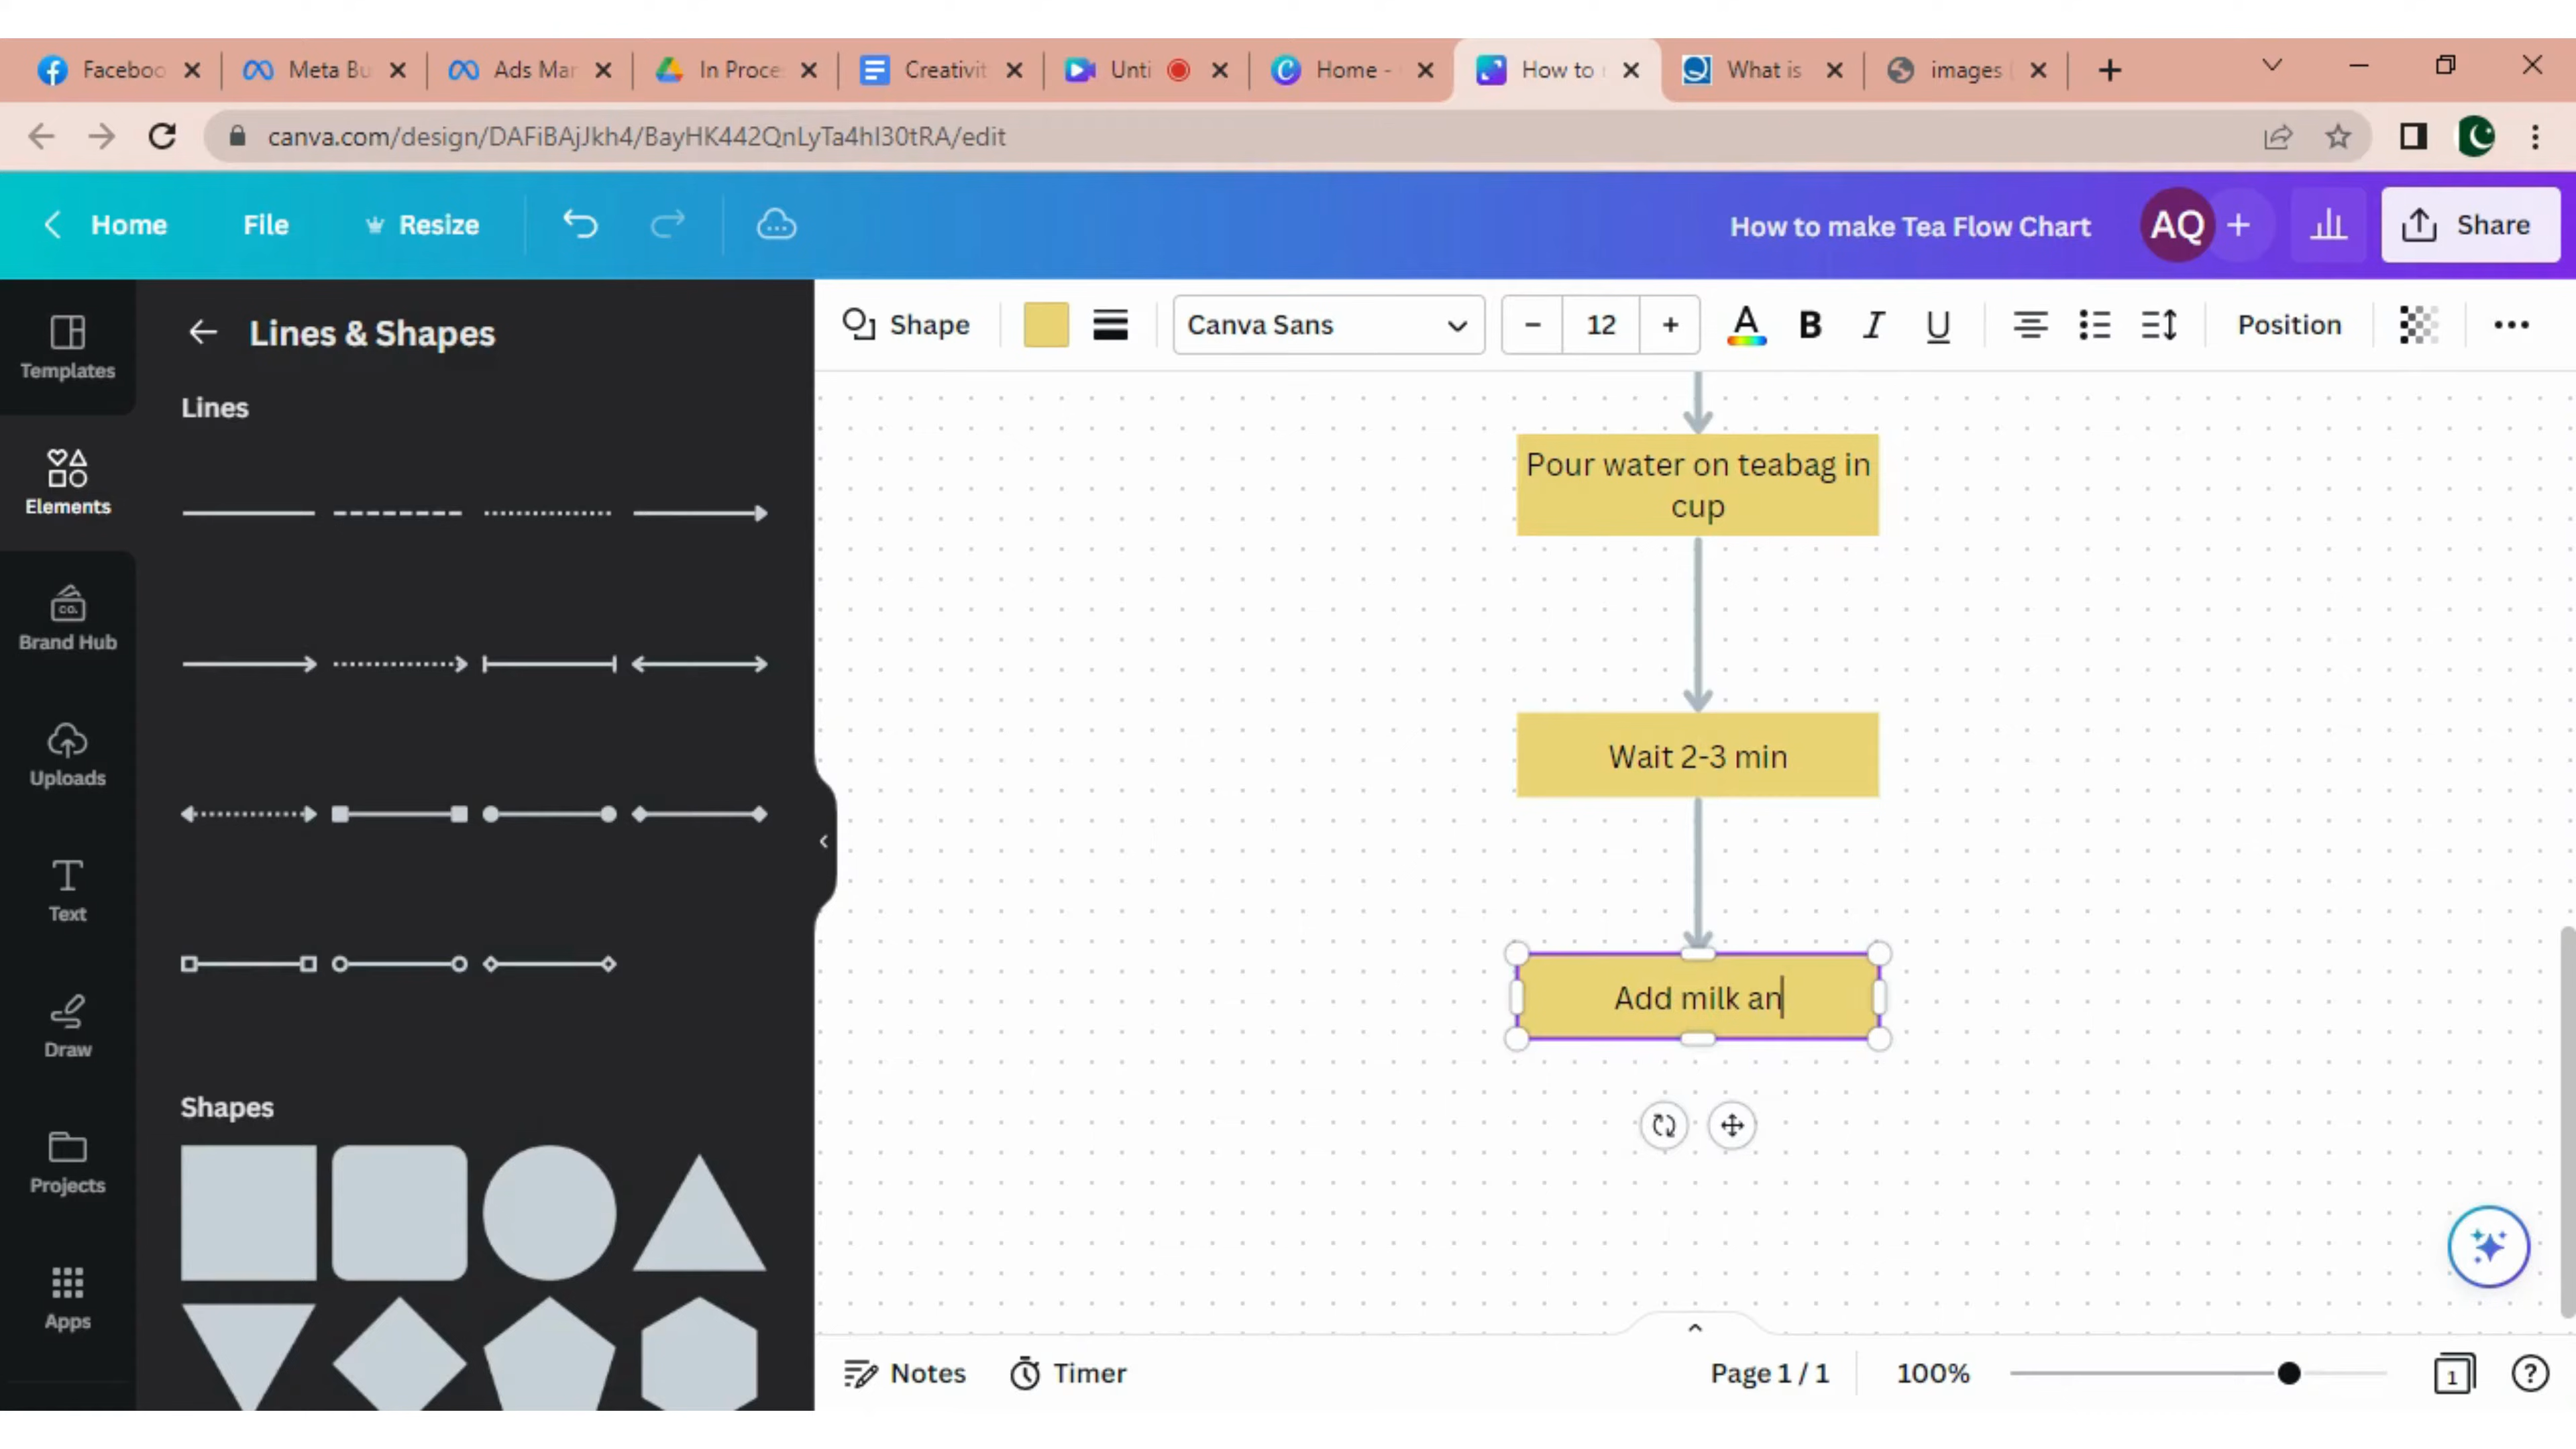 Faceboo
Meta Bu
Ads Mar
In Proce
Creativit
Unti
Home -
How to
What is
images
canva.com/design/DAFiBAjJkh4/BayHK442QnLyTa4hI30tRA/edit
Home
File
Resize
How to make Tea Flow Chart
AQ
Share
Templates
Elements
Brand Hub
CO.
Uploads
Text
Draw
Projects
Apps
Lines & Shapes
Lines
Shapes
Shape
Canva Sans
12
A
B
I
U
Position
Pour water on teabag in
cup
Wait 2-3 min
Add milk an
Notes
Timer
Page 1 / 1
100%
1
?